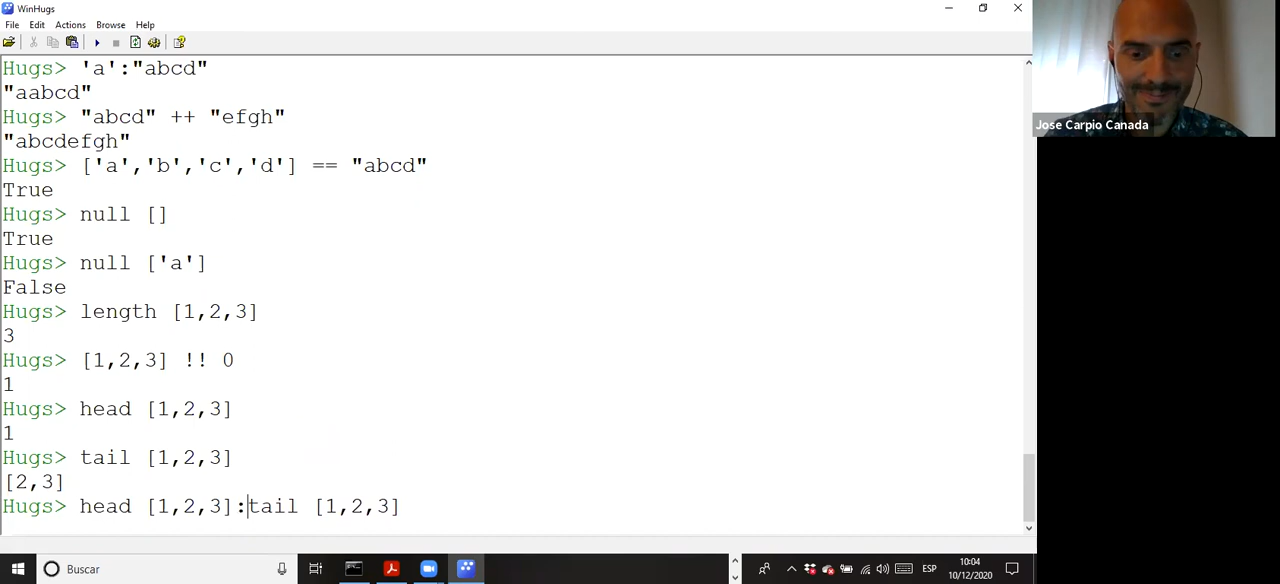 WinHugs
File Edit Actions Browse Help
Hugs> 'a':"abcd"
"aabcd"
Hugs> "abcd" ++ "efgh"
"abcdefgh"
Hugs> ['a','b','c','d'] == "abcd"
True
Hugs> null []
True
Hugs> null ['a']
False
Hugs> length [1,2,3]
3
Hugs> [1,2,3] !! 0
1
Hugs> head [1,2,3]
1
Hugs> tail [1,2,3]
[2,3]
Hugs> head [1,2,3]:tail [1,2,3]
Jose Carpio Canada
Buscar
ESP
10:04
10/12/2020